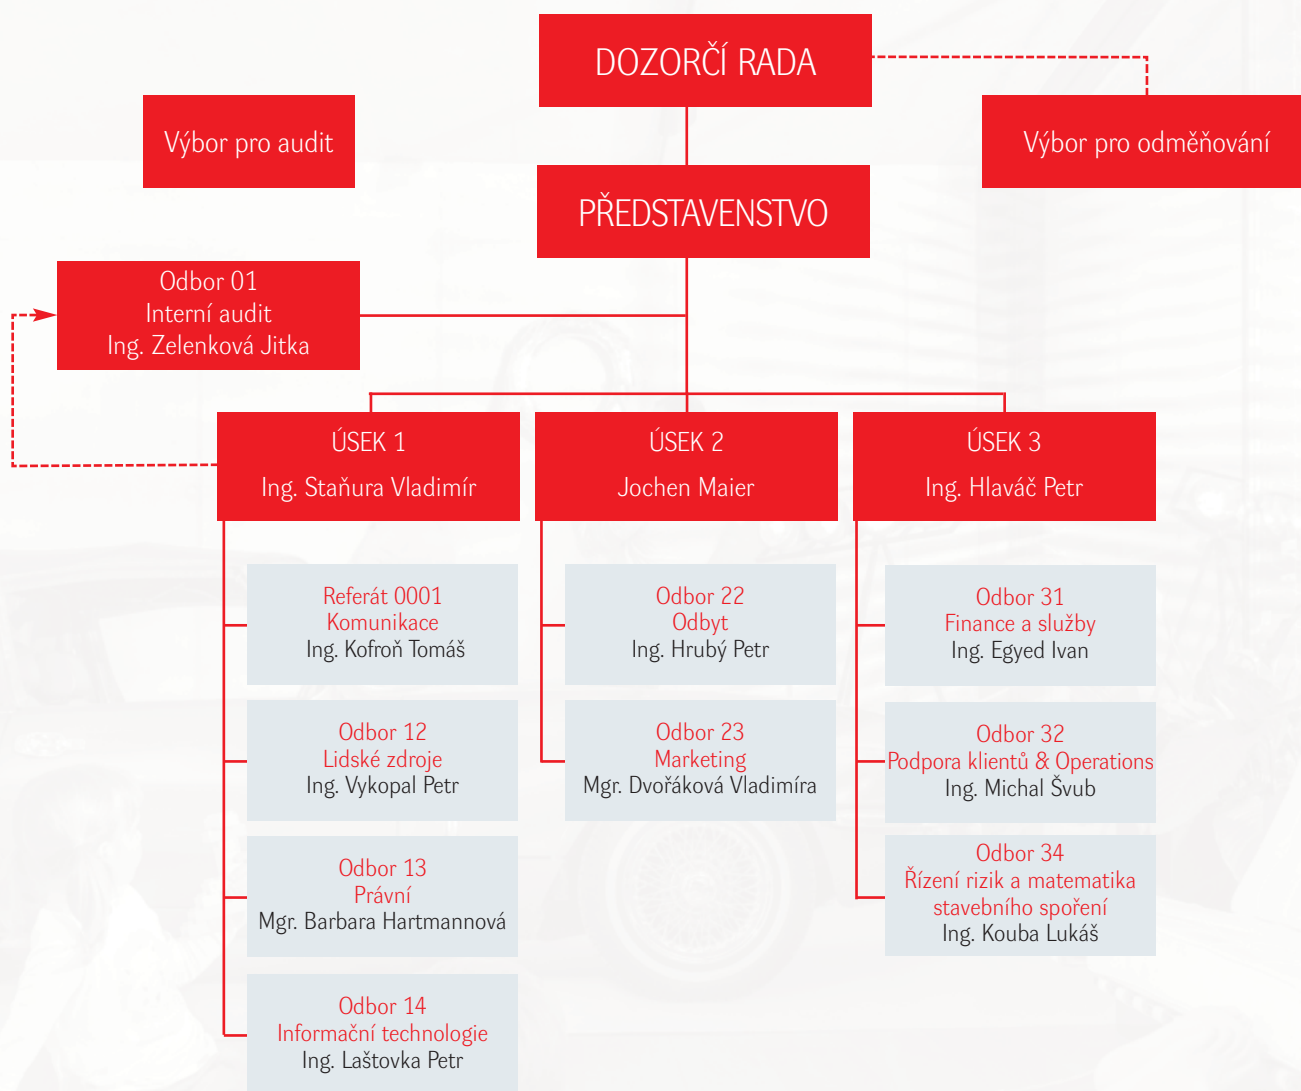 DOZORČÍ RADA
Výbor pro audit
Výbor pro odměňování
PŘEDSTAVENSTVO
Odbor 01
Interní audit
Ing. Zelenková Jitka
ÚSEK 1
Ing. Staňura Vladimír
ÚSEK 2
Jochen Maier
ÚSEK 3
Ing. Hlaváč Petr
Referát 0001
Komunikace
Ing. Kofroň Tomáš
Odbor 12
Lidské zdroje
Ing. Vykopal Petr
Odbor 13
Právní
Mgr. Barbara Hartmannová
Odbor 14
Informační technologie
Ing. Laštovka Petr
Odbor 22
Odbyt
Ing. Hrubý Petr
Odbor 23
Marketing
Mgr. Dvořáková Vladimíra
Odbor 31
Finance a služby
Ing. Egyed Ivan
Odbor 32
Podpora klientů & Operations
Ing. Michal Švub
Odbor 34
Řízení rizik a matematika
stavebního spoření
Ing. Kouba Lukáš